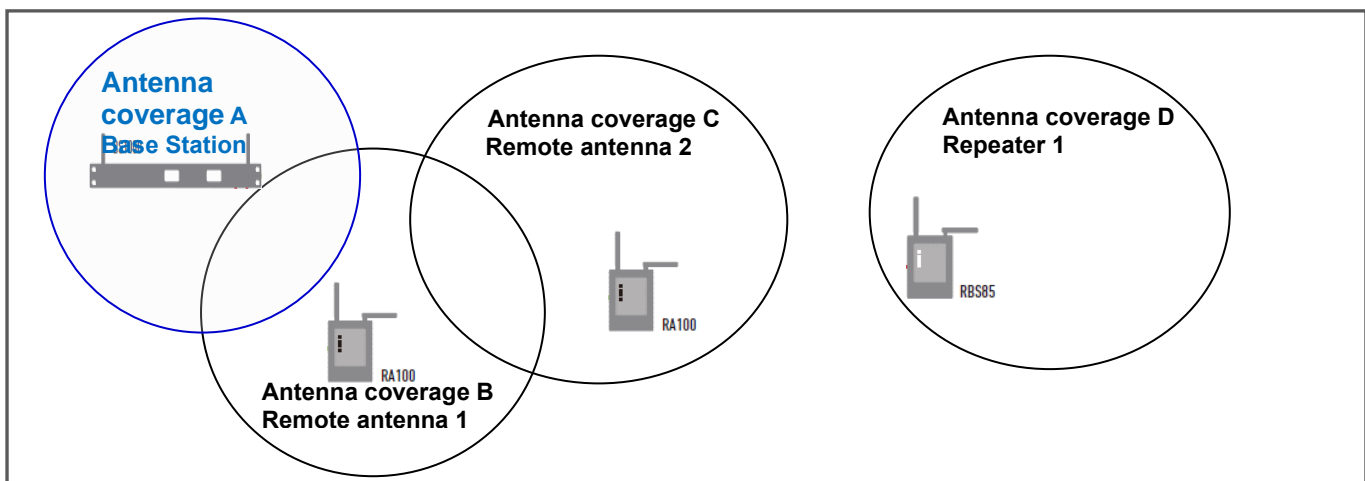 Antenna
coverage A
Base Station
Antenna coverage C
Remote antenna 2
Antenna coverage D
Repeater 1
RBS85
RA100
RA100
Antenna coverage B
Remote antenna 1